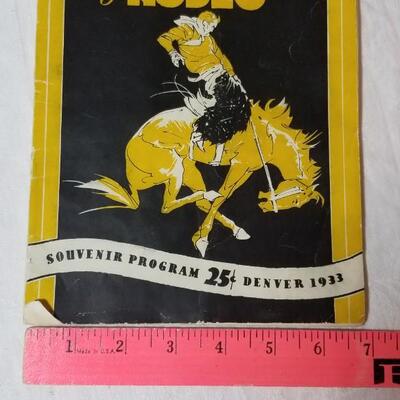 RODEO
SOUVENIR PROGRAM 25¢ DENVER 1933
1 2 3 4 5 6 7
Made in U.S.A.